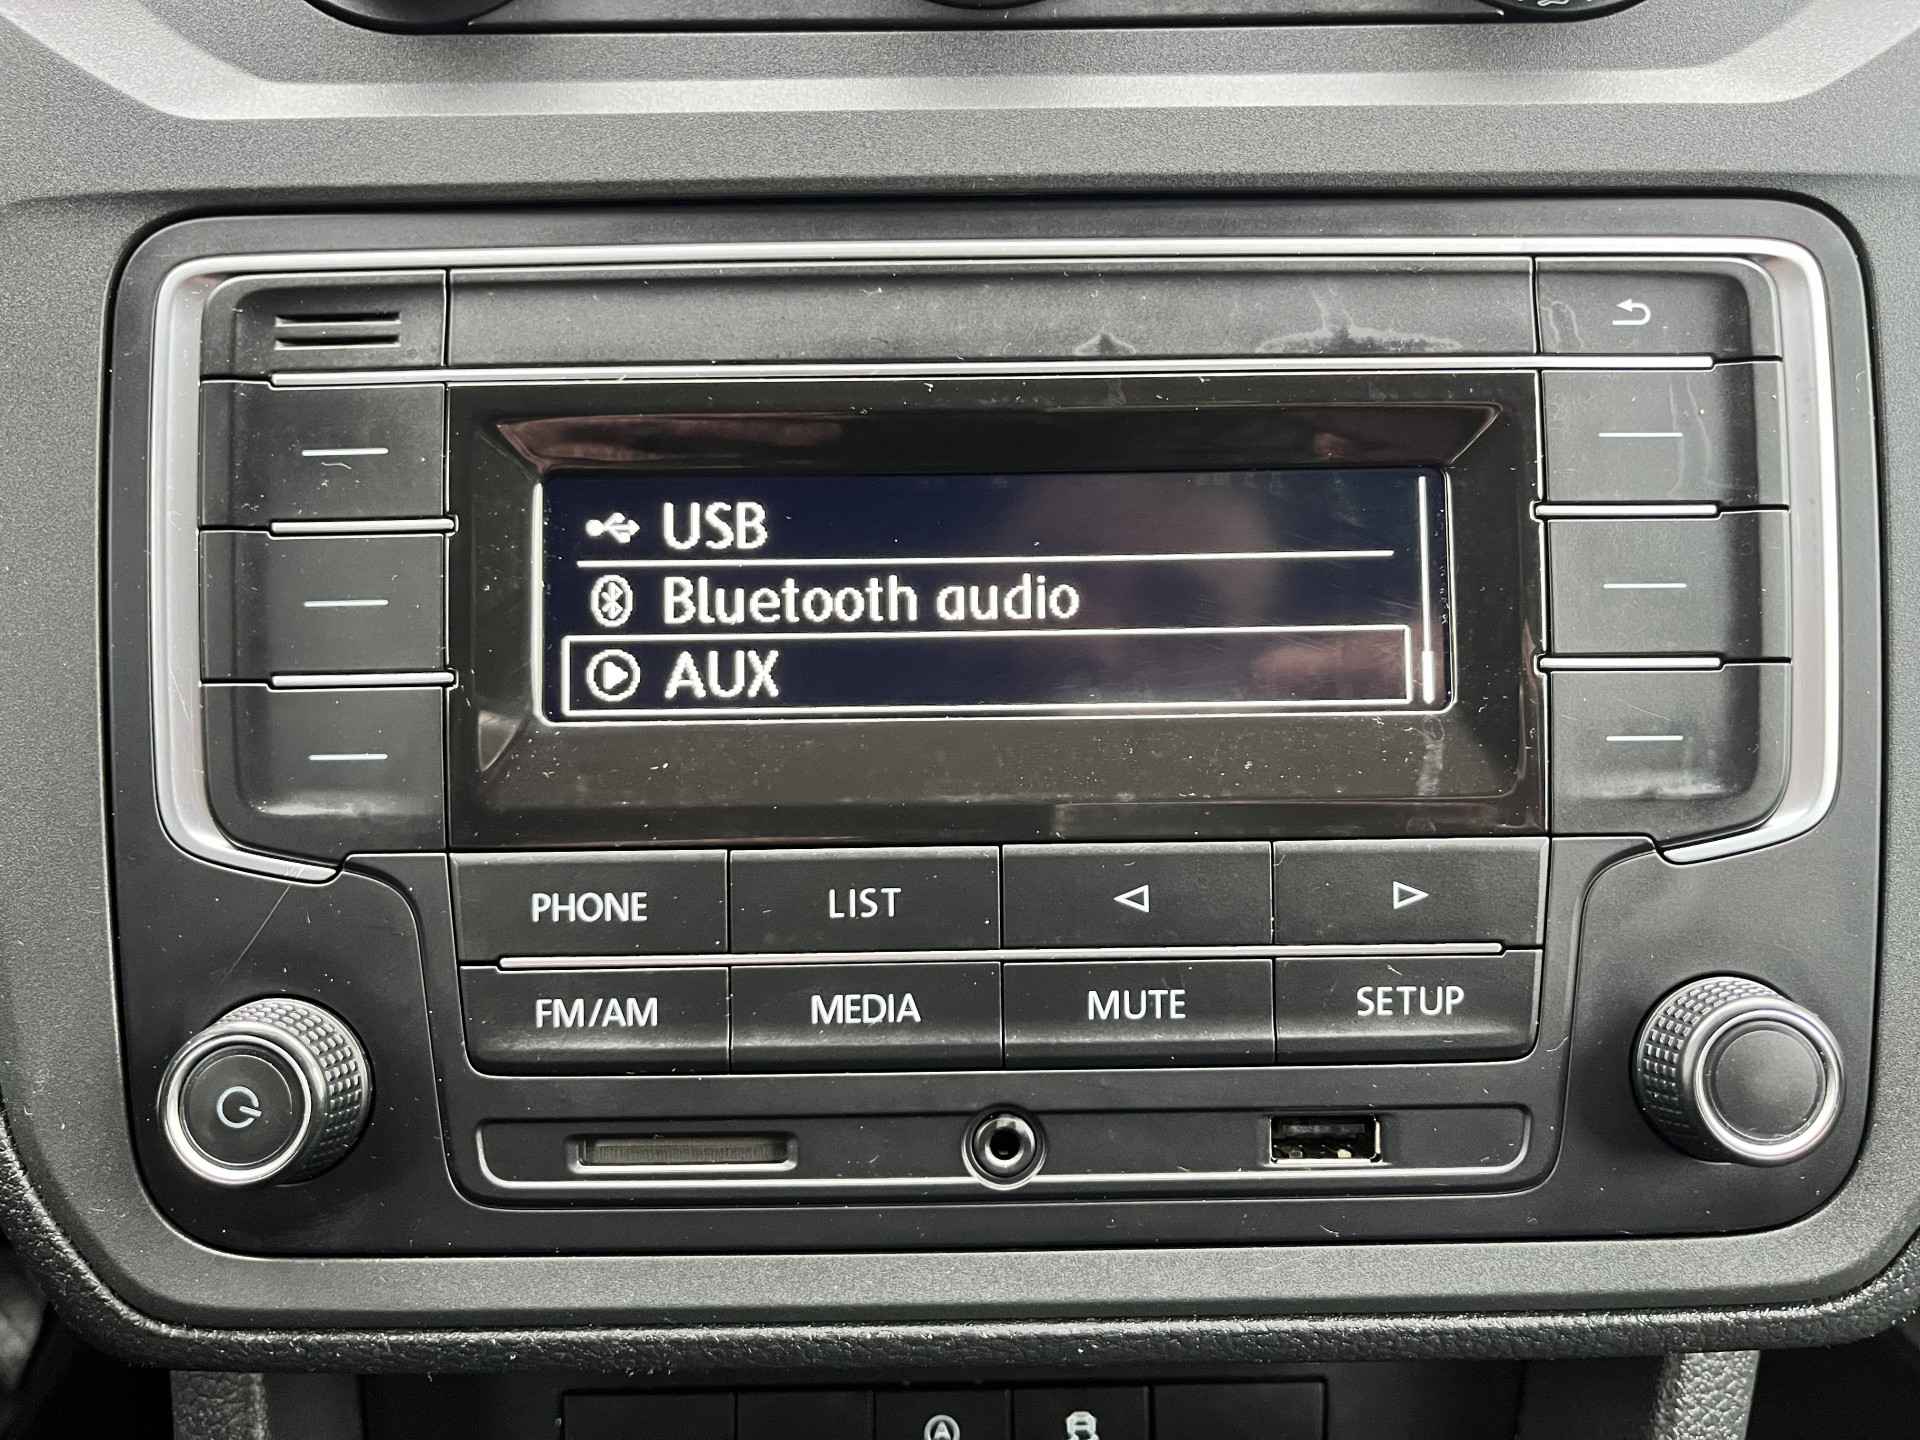 USB
Bluetooth audio
AUX
PHONE LIST
FM/AM MEDIA MUTE SETUP
A